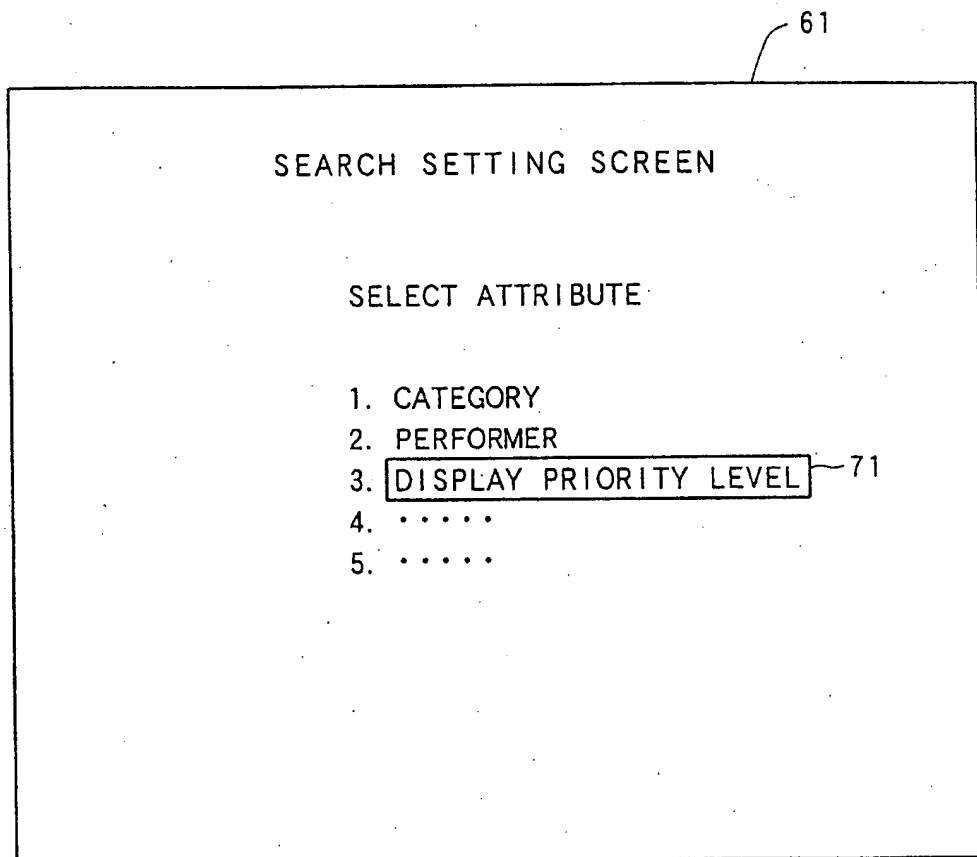 61
SEARCH SETTING SCREEN
SELECT ATTRIBUTE
1. CATEGORY
2. PERFORMER
3. DISPLAY PRIORITY LEVEL 71
4. ・・・・・
5. ・・・・・